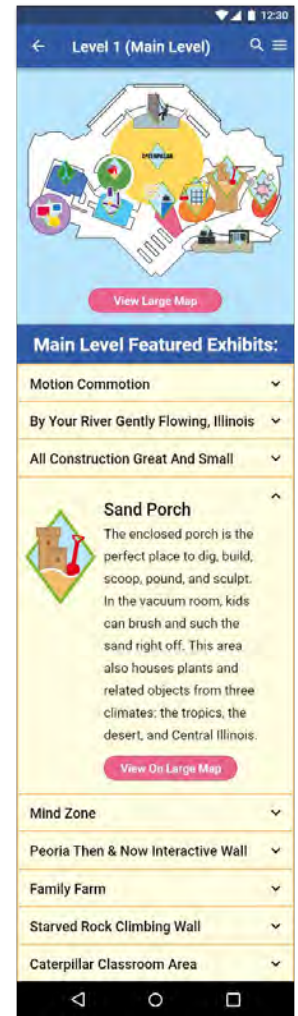 12:30
Level 1 (Main Level)
CATERPILLAR
View Large Map
Main Level Featured Exhibits:
Motion Commotion
By Your River Gently Flowing, Illinois
All Construction Great And Small
Sand Porch
The enclosed porch is the
perfect place to dig, build,
scoop, pound, and sculpt.
In the vacuum room, kids
can brush and such the
sand right off. This area
also houses plants and
related objects from three
climates: the tropics, the
desert, and Central Illinois.
View On Large Map
Mind Zone
Peoria Then & Now Interactive Wall
Family Farm
Starved Rock Climbing Wall
Caterpillar Classroom Area